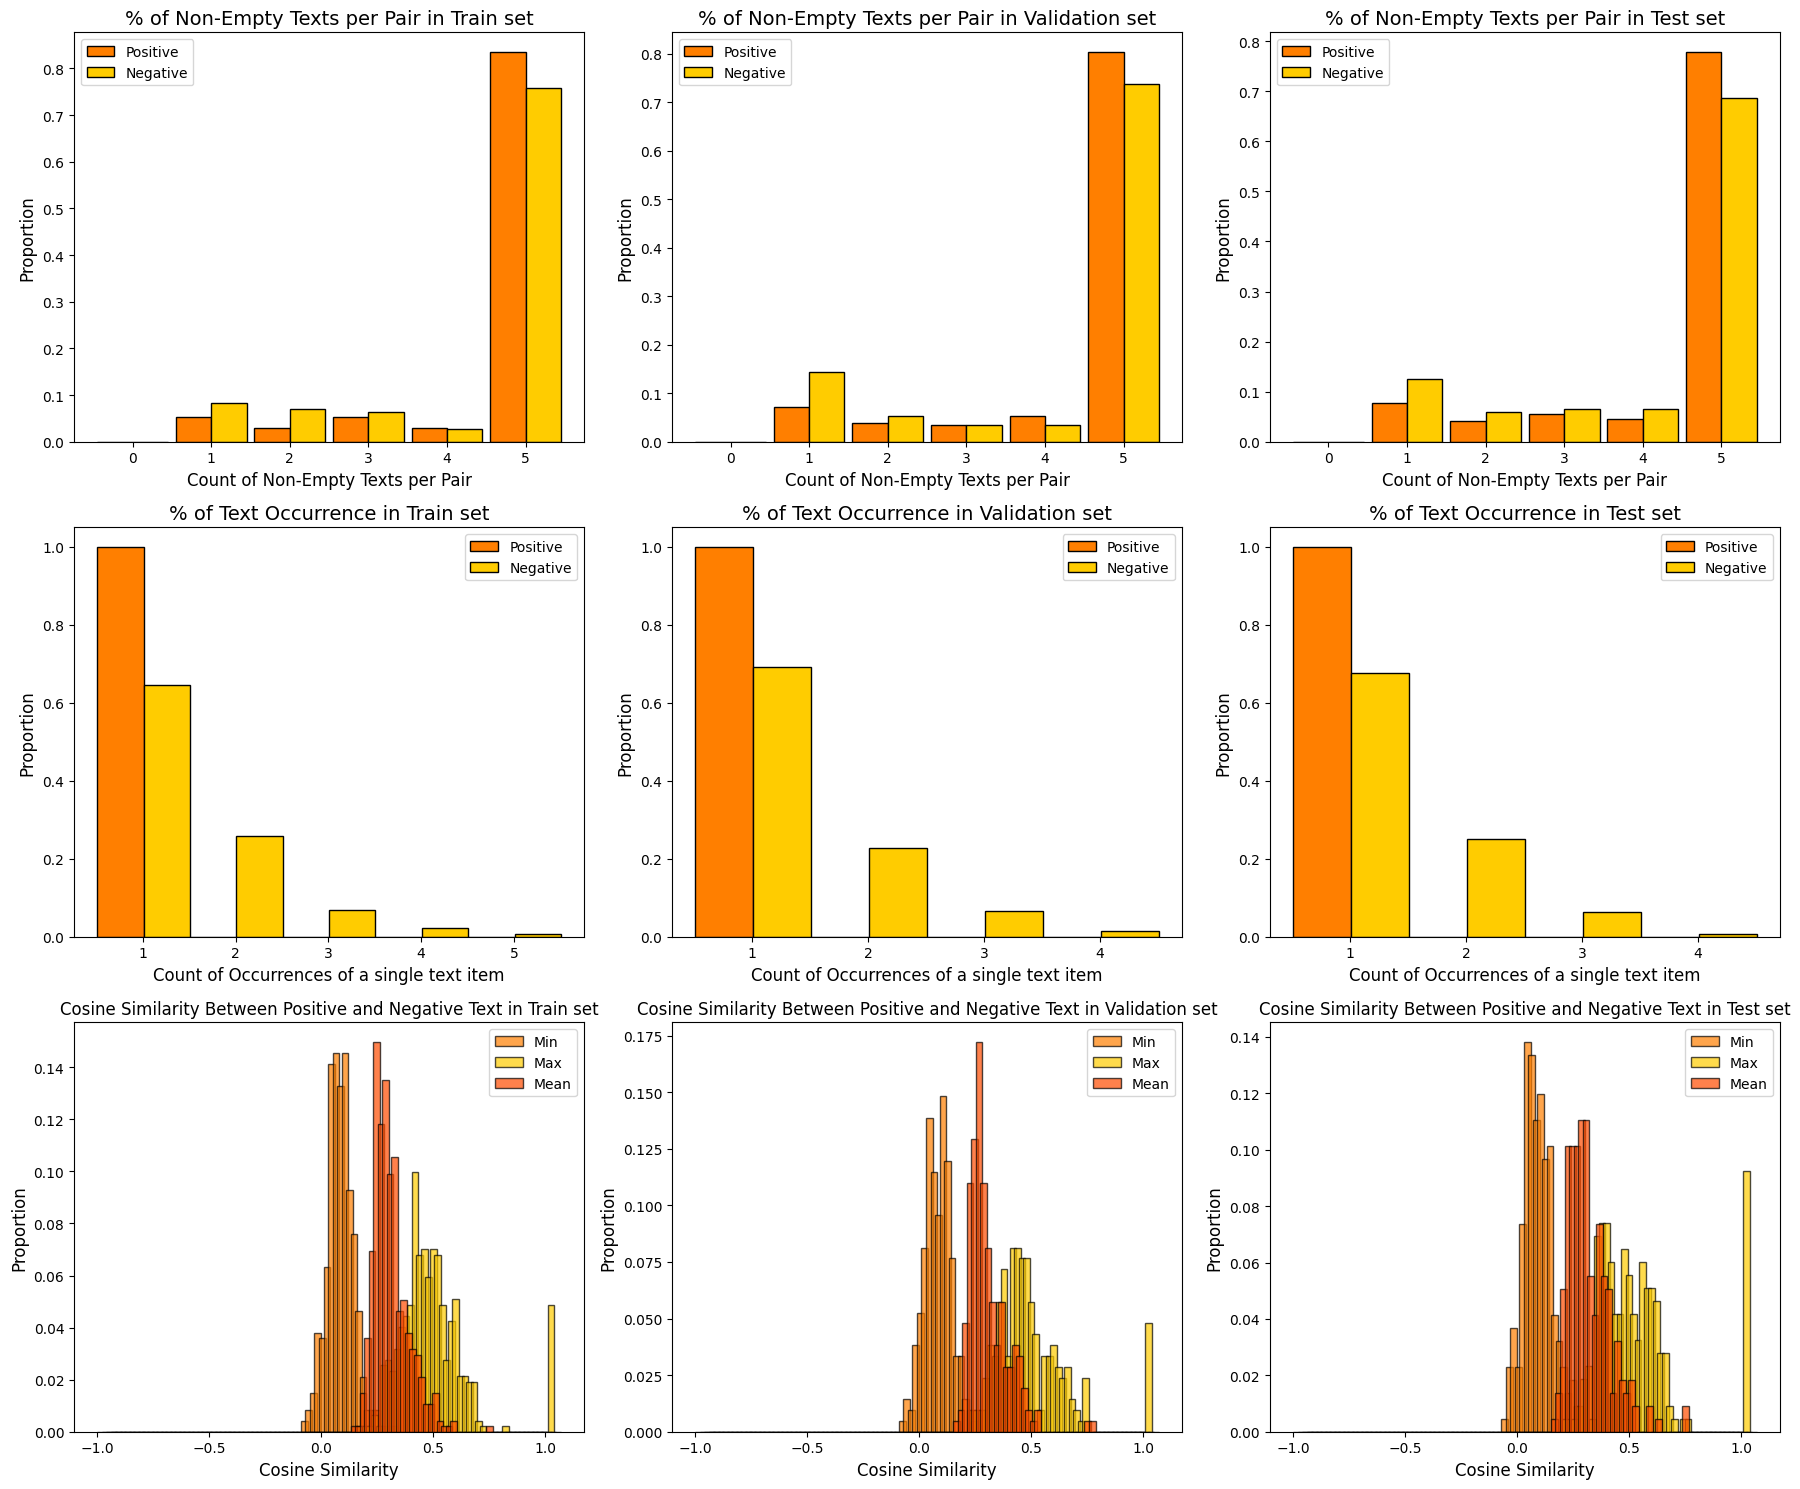 % of Non-Empty Texts per Pair in Train set
Positive
Negative
0.8
0.7
0.6
0.5
0.4
0.3
0.2
0.1
0.0
Proportion
0 1 2 3 4 5
Count of Non-Empty Texts per Pair
% of Non-Empty Texts per Pair in Validation set
Positive
Negative
0.8
0.7
0.6
0.5
0.4
0.3
0.2
0.1
0.0
Proportion
0 1 2 3 4 5
Count of Non-Empty Texts per Pair
% of Non-Empty Texts per Pair in Test set
Positive
Negative
0.8
0.7
0.6
0.5
0.4
0.3
0.2
0.1
0.0
Proportion
0 1 2 3 4 5
Count of Non-Empty Texts per Pair
% of Text Occurrence in Train set
Positive
Negative
1.0
0.8
0.6
0.4
0.2
0.0
Proportion
1 2 3 4 5
Count of Occurrences of a single text item
% of Text Occurrence in Validation set
Positive
Negative
1.0
0.8
0.6
0.4
0.2
0.0
Proportion
1 2 3 4
Count of Occurrences of a single text item
% of Text Occurrence in Test set
Positive
Negative
1.0
0.8
0.6
0.4
0.2
0.0
Proportion
1 2 3 4
Count of Occurrences of a single text item
Cosine Similarity Between Positive and Negative Text in Train set
Min
Max
Mean
0.14
0.12
0.10
0.08
0.06
0.04
0.02
0.00
Proportion
−1.0 −0.5 0.0 0.5 1.0
Cosine Similarity
Cosine Similarity Between Positive and Negative Text in Validation set
Min
Max
Mean
0.175
0.150
0.125
0.100
0.075
0.050
0.025
0.000
Proportion
−1.0 −0.5 0.0 0.5 1.0
Cosine Similarity
Cosine Similarity Between Positive and Negative Text in Test set
Min
Max
Mean
0.14
0.12
0.10
0.08
0.06
0.04
0.02
0.00
Proportion
−1.0 −0.5 0.0 0.5 1.0
Cosine Similarity